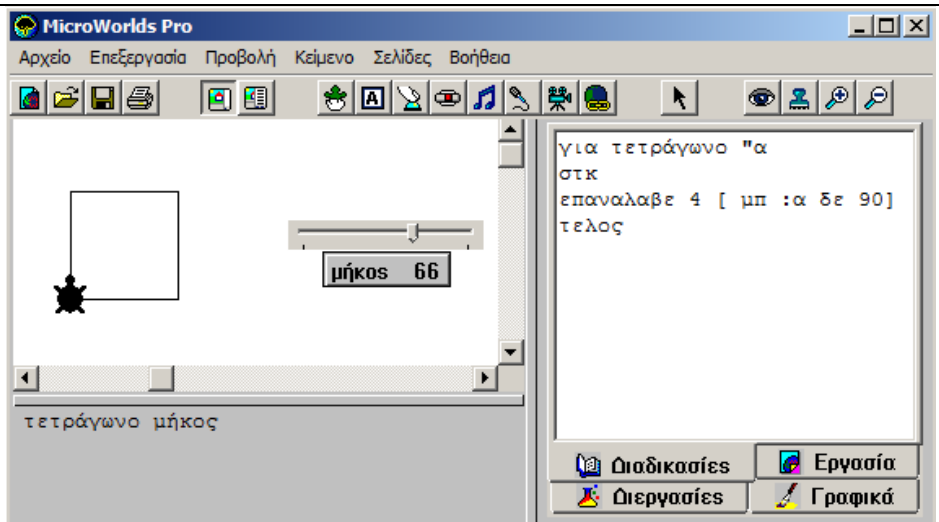 MicroWorlds Pro
Αρχείο Επεξεργασία Προβολή Κείμενο Σελίδες Βοήθεια
για τετράγωνο "α
στκ
επαναλαβε 4 [ μπ :α δε 90]
τελος
μήκος 66
τετράγωνο μήκος
Διαδικασίες
Εργασία
Διεργασίες
Γραφικά